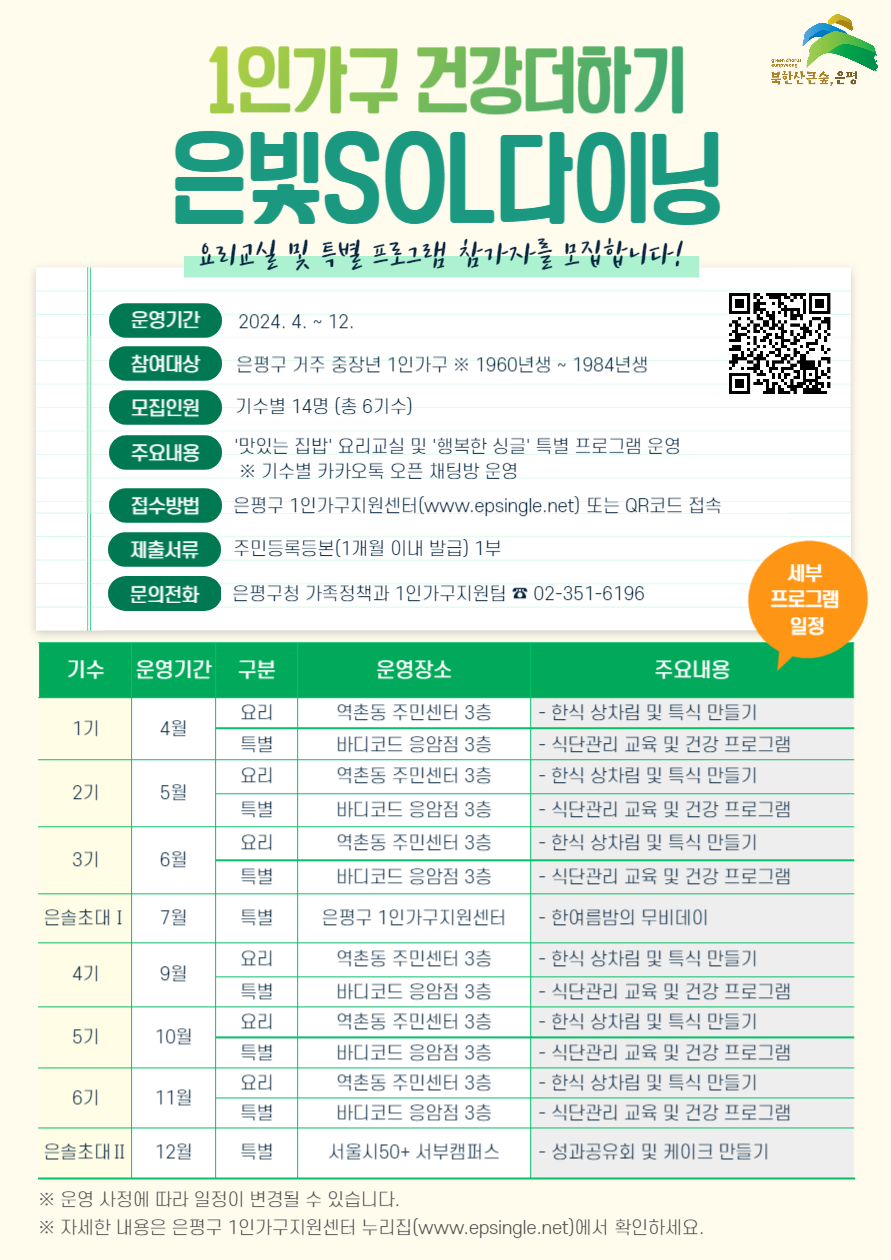 green chorus
eunpyeong
북한산큰숲,은평
1인가구 건강더하기
은빛SOL다이닝
요리교실 및 특별 프로그램 참가자를 모집합니다!
운영기간 2024. 4. ~ 12.
참여대상 은평구 거주 중장년 1인가구 ※ 1960년생 ~ 1984년생
모집인원 기수별 14명 (총 6기수)
주요내용 '맛있는 집밥' 요리교실 및 '행복한 싱글' 특별 프로그램 운영
※ 기수별 카카오톡 오픈 채팅방 운영
접수방법 은평구 1인가구지원센터(www.epsingle.net) 또는 QR코드 접속
제출서류 주민등록등본(1개월 이내 발급) 1부
문의전화 은평구청 가족정책과 1인가구지원팀 ☎ 02-351-6196
세부
프로그램
일정
기수 운영기간 구분 운영장소 주요내용
1기 4월 요리 역촌동 주민센터 3층 - 한식 상차림 및 특식 만들기
특별 바디코드 응암점 3층 - 식단관리 교육 및 건강 프로그램
2기 5월 요리 역촌동 주민센터 3층 - 한식 상차림 및 특식 만들기
특별 바디코드 응암점 3층 - 식단관리 교육 및 건강 프로그램
3기 6월 요리 역촌동 주민센터 3층 - 한식 상차림 및 특식 만들기
특별 바디코드 응암점 3층 - 식단관리 교육 및 건강 프로그램
은솔초대 Ⅰ 7월 특별 은평구 1인가구지원센터 - 한여름밤의 무비데이
4기 9월 요리 역촌동 주민센터 3층 - 한식 상차림 및 특식 만들기
특별 바디코드 응암점 3층 - 식단관리 교육 및 건강 프로그램
5기 10월 요리 역촌동 주민센터 3층 - 한식 상차림 및 특식 만들기
특별 바디코드 응암점 3층 - 식단관리 교육 및 건강 프로그램
6기 11월 요리 역촌동 주민센터 3층 - 한식 상차림 및 특식 만들기
특별 바디코드 응암점 3층 - 식단관리 교육 및 건강 프로그램
은솔초대Ⅱ 12월 특별 서울시50+ 서부캠퍼스 - 성과공유회 및 케이크 만들기
※ 운영 사정에 따라 일정이 변경될 수 있습니다.
※ 자세한 내용은 은평구 1인가구지원센터 누리집(www.epsingle.net)에서 확인하세요.